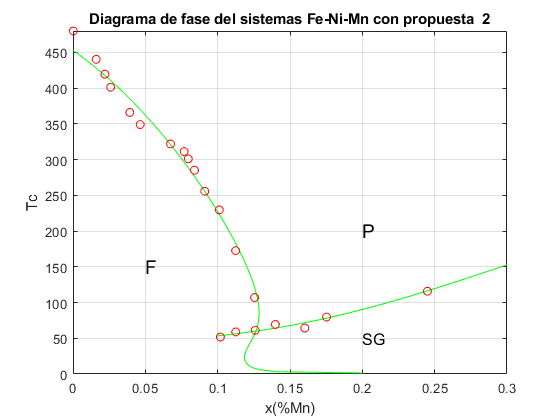 Diagrama de fase del sistemas Fe-Ni-Mn con propuesta 2
450
400
350
300
250
200
150
100
50
0
Tc
F
P
SG
0 0.05 0.1 0.15 0.2 0.25 0.3
x(%Mn)